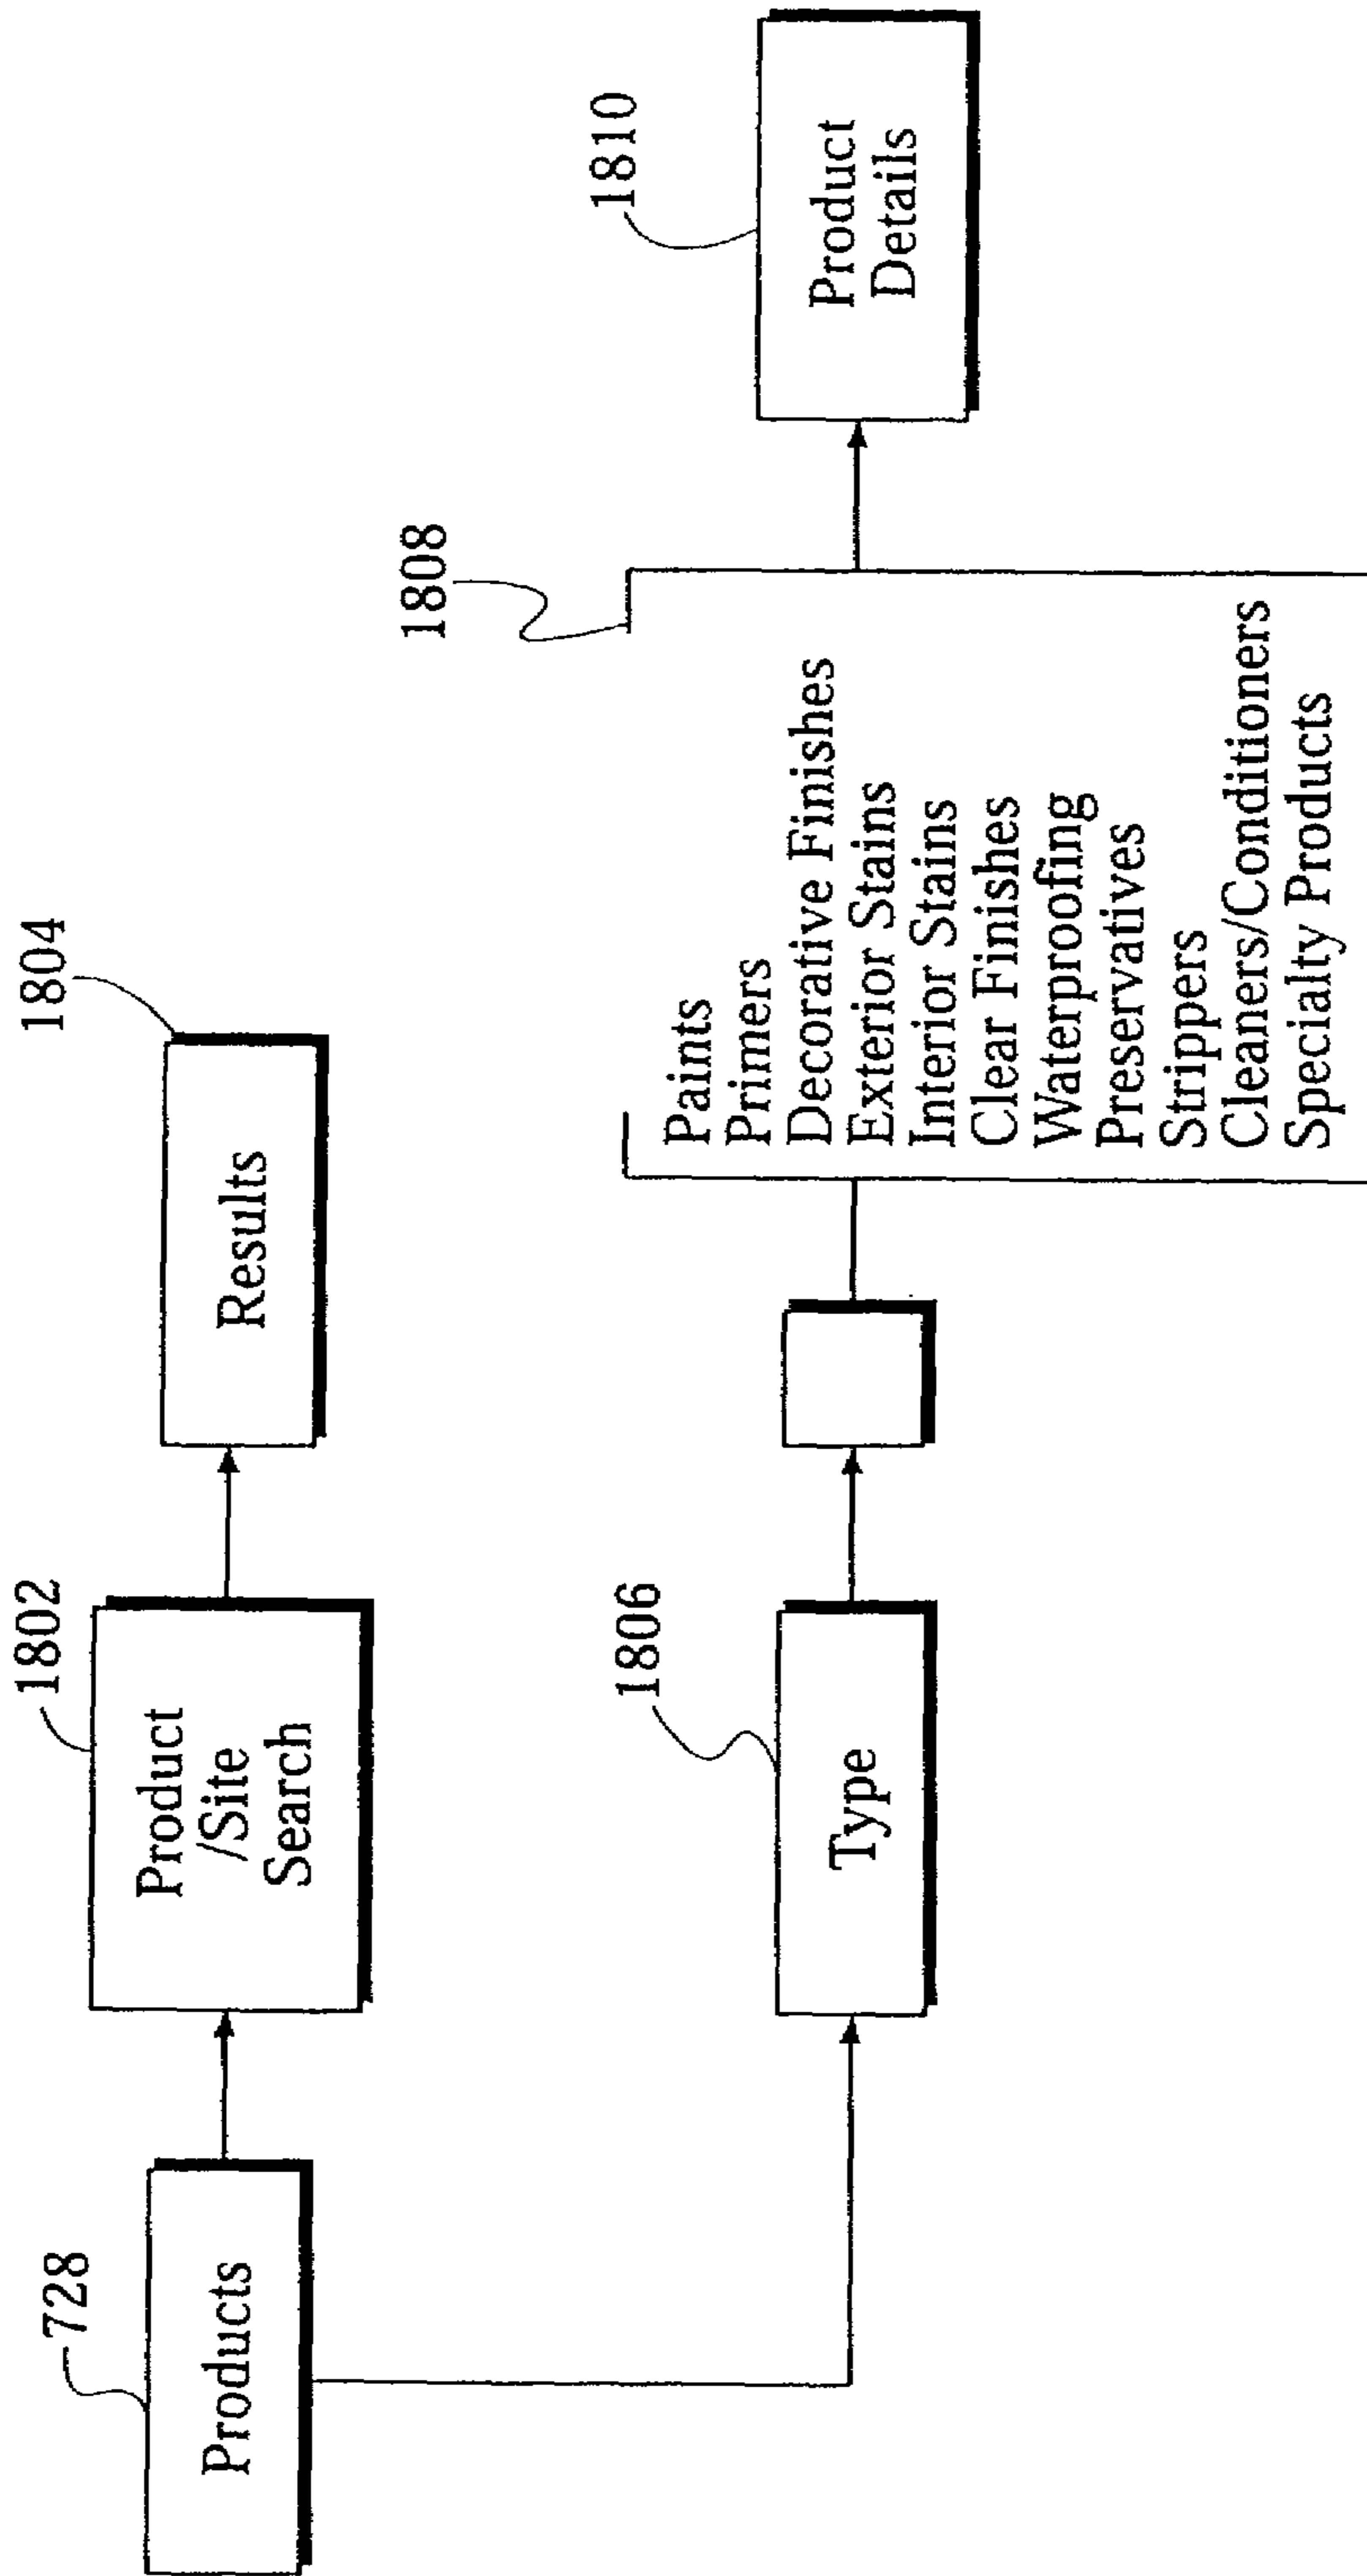 728
Products
1802
Product
/Site
Search
1804
Results
1806
Type
1808
Paints
Primers
Decorative Finishes
Exterior Stains
Interior Stains
Clear Finishes
Waterproofing
Preservatives
Strippers
Cleaners/Conditioners
Specialty Products
1810
Product
Details